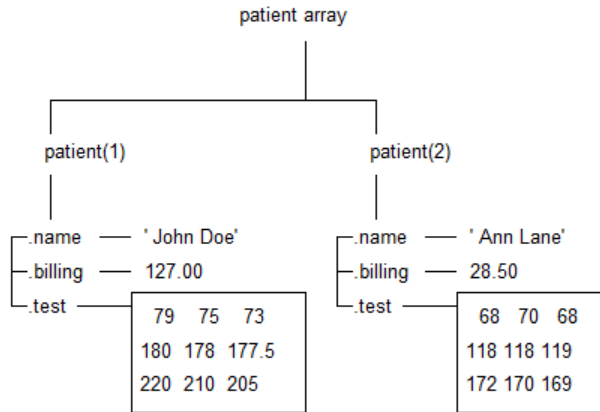 patient array
patient(1)
patient(2)
.name ' John Doe'
.billing 127.00
.test
79 75 73
180 178 177.5
220 210 205
.name ' Ann Lane'
.billing 28.50
.test
68 70 68
118 118 119
172 170 169